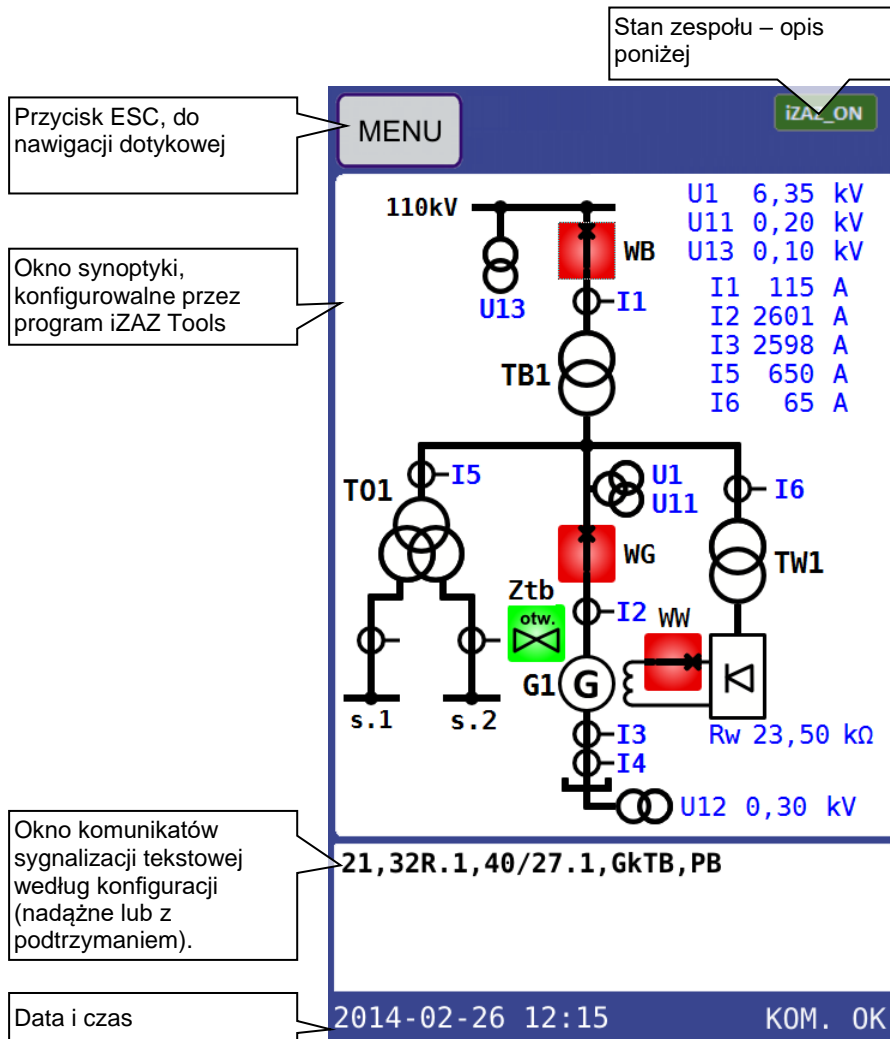 Stan zespołu – opis
poniżej
Przycisk ESC, do
nawigacji dotykowej
MENU
iZAZ_ON
Okno synoptyki,
konfigurowalne przez
program iZAZ Tools
110kV
WB
U13
I1
TB1
U1 6,35 kV
U11 0,20 kV
U13 0,10 kV
I1 115 A
I2 2601 A
I3 2598 A
I5 650 A
I6 65 A
TO1
I5
U1
U11
I6
WG
TW1
Ztb
otw.
I2
WW
G1
G
s.1
s.2
I3
I4
Rw 23,50 kΩ
U12 0,30 kV
Okno komunikatów
sygnalizacji tekstowej
według konfiguracji
(nadążne lub z
podtrzymaniem).
21,32R.1,40/27.1,GkTB,PB
Data i czas
2014-02-26 12:15 KOM. OK